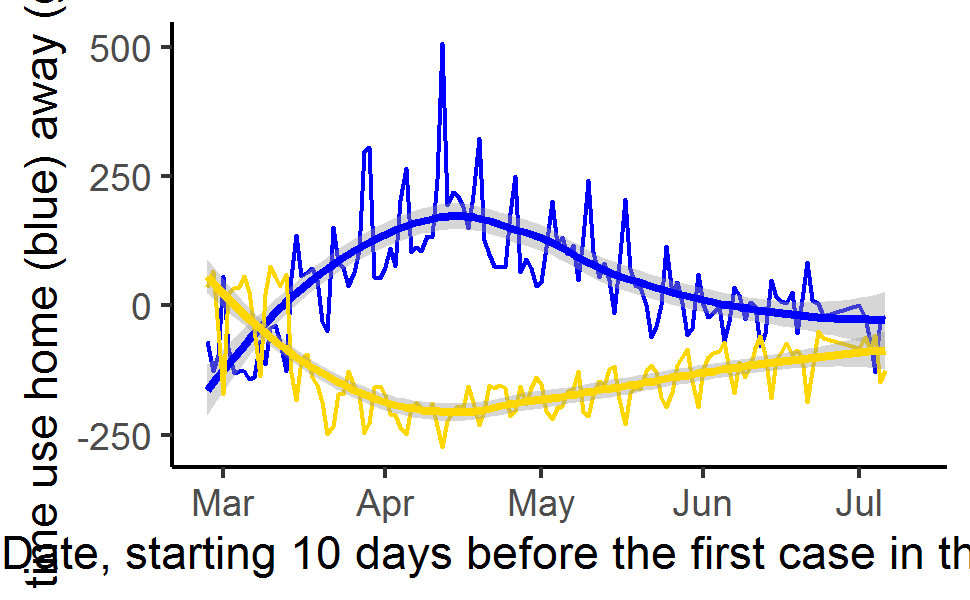 time use home (blue) away (
500
250
0
-250
Mar Apr May Jun Jul
Date, starting 10 days before the first case in th